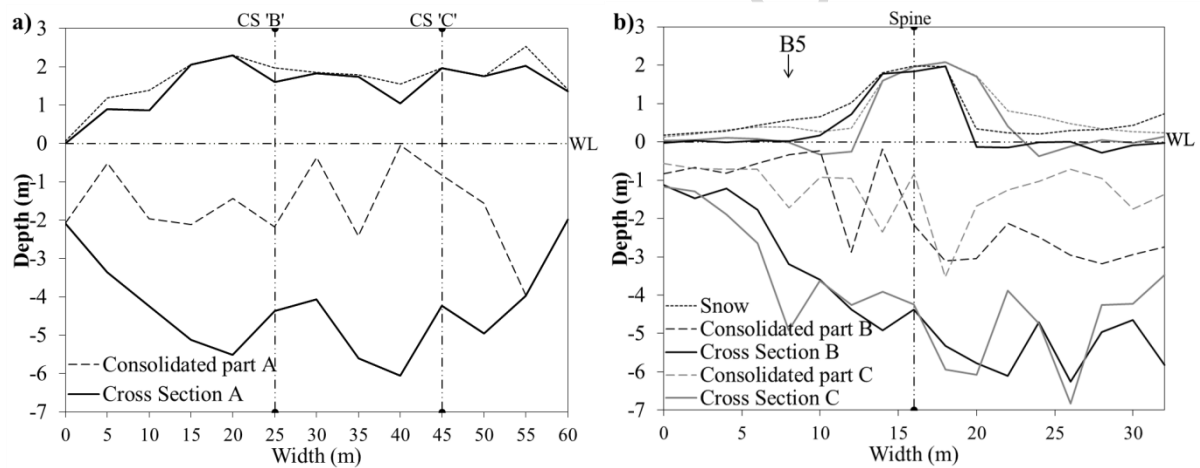 a)
CS 'B'
CS 'C'
3
2
1
0
-1
-2
-3
-4
-5
-6
-7
Depth (m)
WL
Consolidated part A
Cross Section A
0 5 10 15 20 25 30 35 40 45 50 55 60
Width (m)
b)
Spine
B5
3
2
1
0
-1
-2
-3
-4
-5
-6
-7
Depth (m)
WL
Snow
Consolidated part B
Cross Section B
Consolidated part C
Cross Section C
0 5 10 15 20 25 30
Width (m)